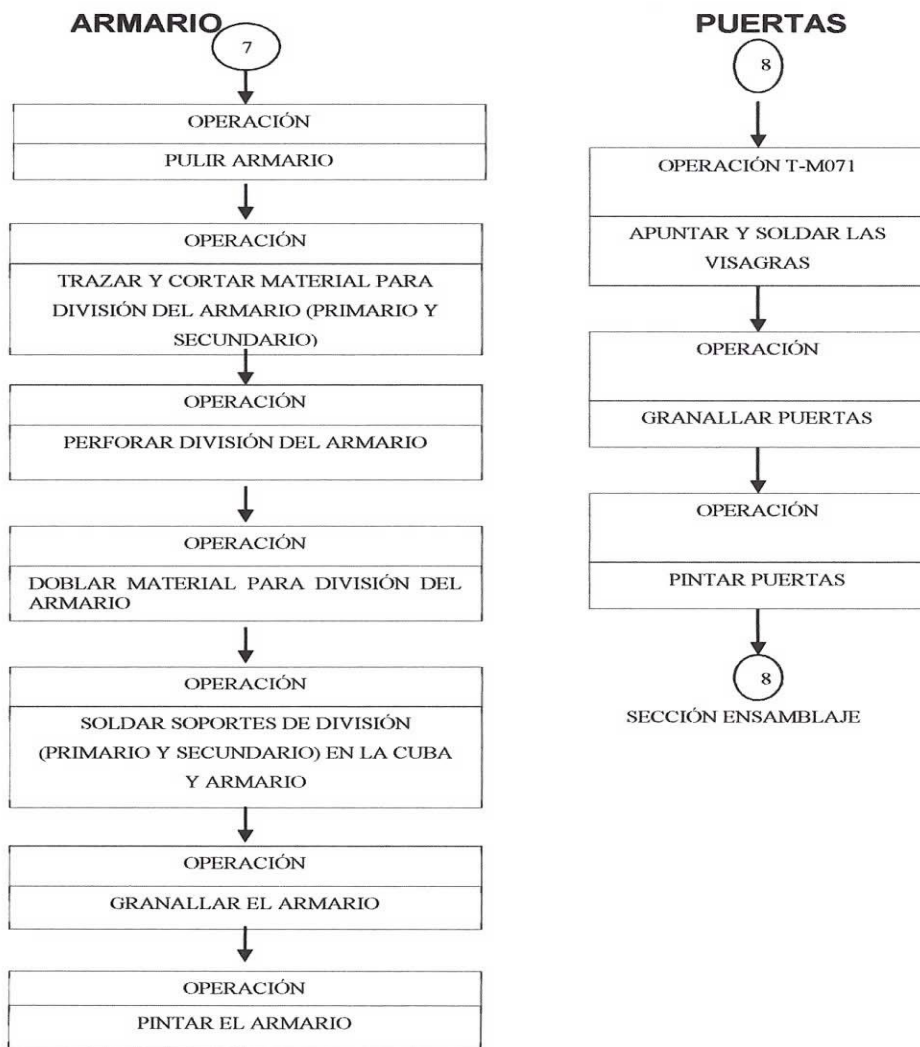 ARMARIO
7
OPERACIÓN
PULIR ARMARIO
OPERACIÓN
TRAZAR Y CORTAR MATERIAL PARA
DIVISIÓN DEL ARMARIO (PRIMARIO Y
SECUNDARIO)
OPERACIÓN
PERFORAR DIVISIÓN DEL ARMARIO
OPERACIÓN
DOBLAR MATERIAL PARA DIVISIÓN DEL
ARMARIO
OPERACIÓN
SOLDAR SOPORTES DE DIVISIÓN
(PRIMARIO Y SECUNDARIO) EN LA CUBA
Y ARMARIO
OPERACIÓN
GRANALLAR EL ARMARIO
OPERACIÓN
PINTAR EL ARMARIO
PUERTAS
8
OPERACIÓN T-M071
APUNTAR Y SOLDAR LAS
VISAGRAS
OPERACIÓN
GRANALLAR PUERTAS
OPERACIÓN
PINTAR PUERTAS
8
SECCIÓN ENSAMBLAJE